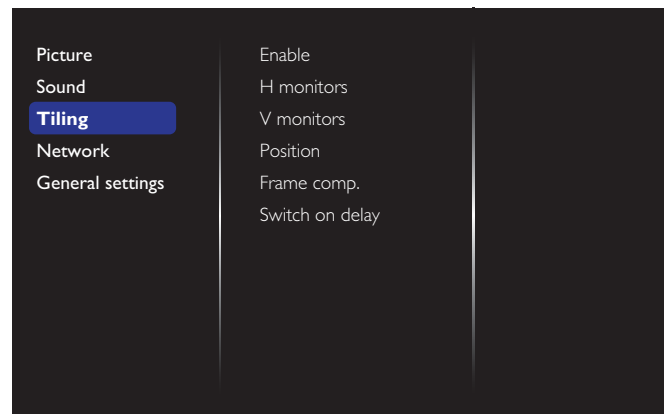 Picture
Sound
Tiling
Network
General settings
Enable
H monitors
V monitors
Position
Frame comp.
Switch on delay